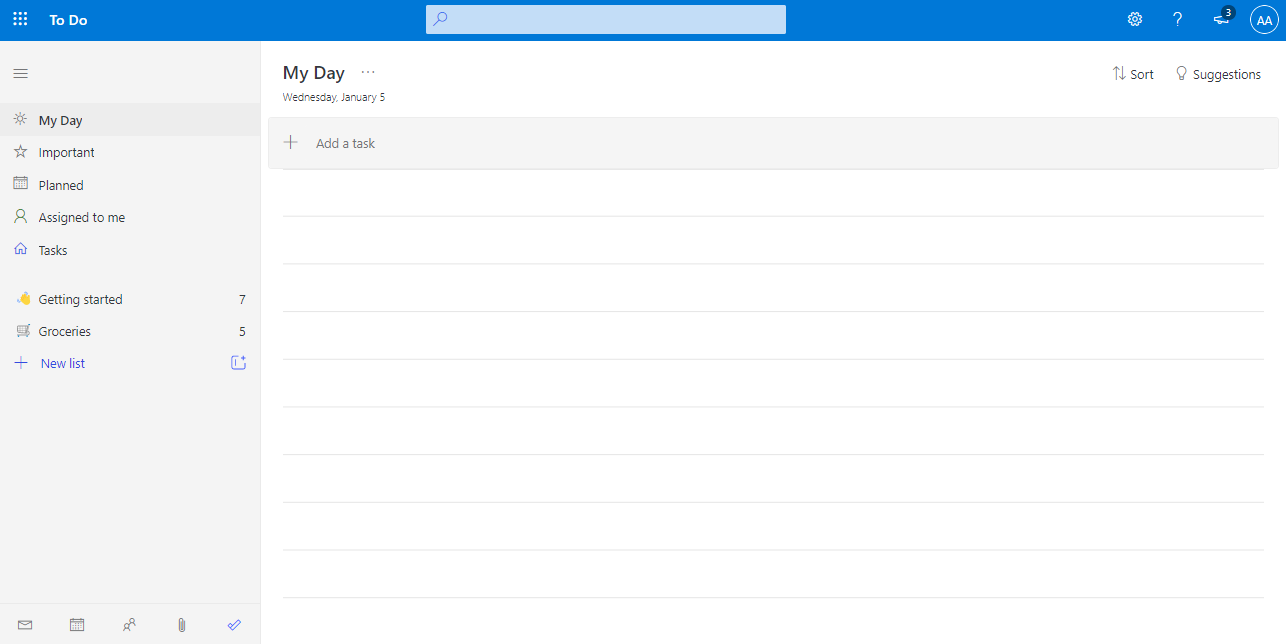 To Do
3
AA
My Day
Important
Planned
Assigned to me
Tasks
Getting started 7
Groceries 5
New list
My Day ...
Wednesday, January 5
Sort
Suggestions
Add a task